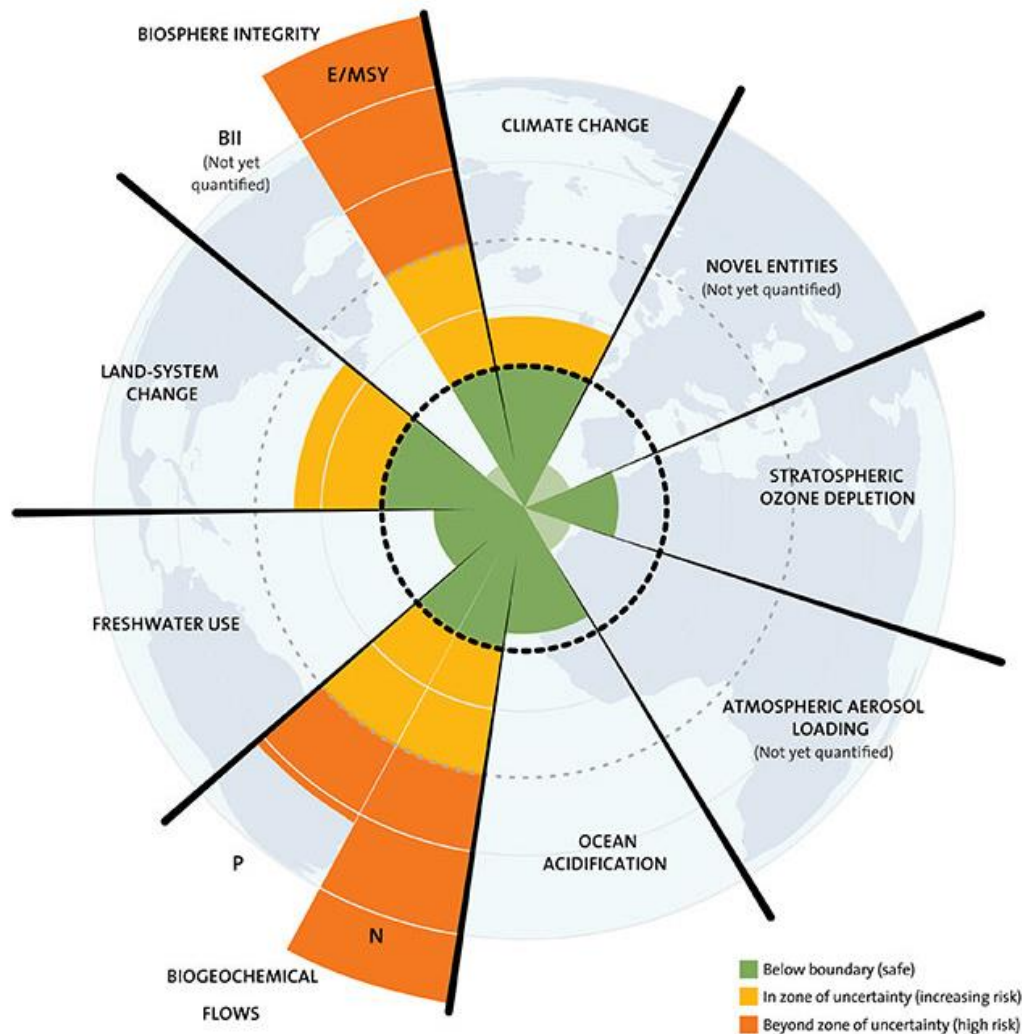 BIOSPHERE INTEGRITY
E/MSY
BII
(Not yet
quantified)
CLIMATE CHANGE
NOVEL ENTITIES
(Not yet quantified)
LAND-SYSTEM
CHANGE
STRATOSPHERIC
OZONE DEPLETION
FRESHWATER USE
ATMOSPHERIC AEROSOL
LOADING
(Not yet quantified)
OCEAN
ACIDIFICATION
P
N
BIOGEOCHEMICAL
FLOWS
Below boundary (safe)
In zone of uncertainty (increasing risk)
Beyond zone of uncertainty (high risk)